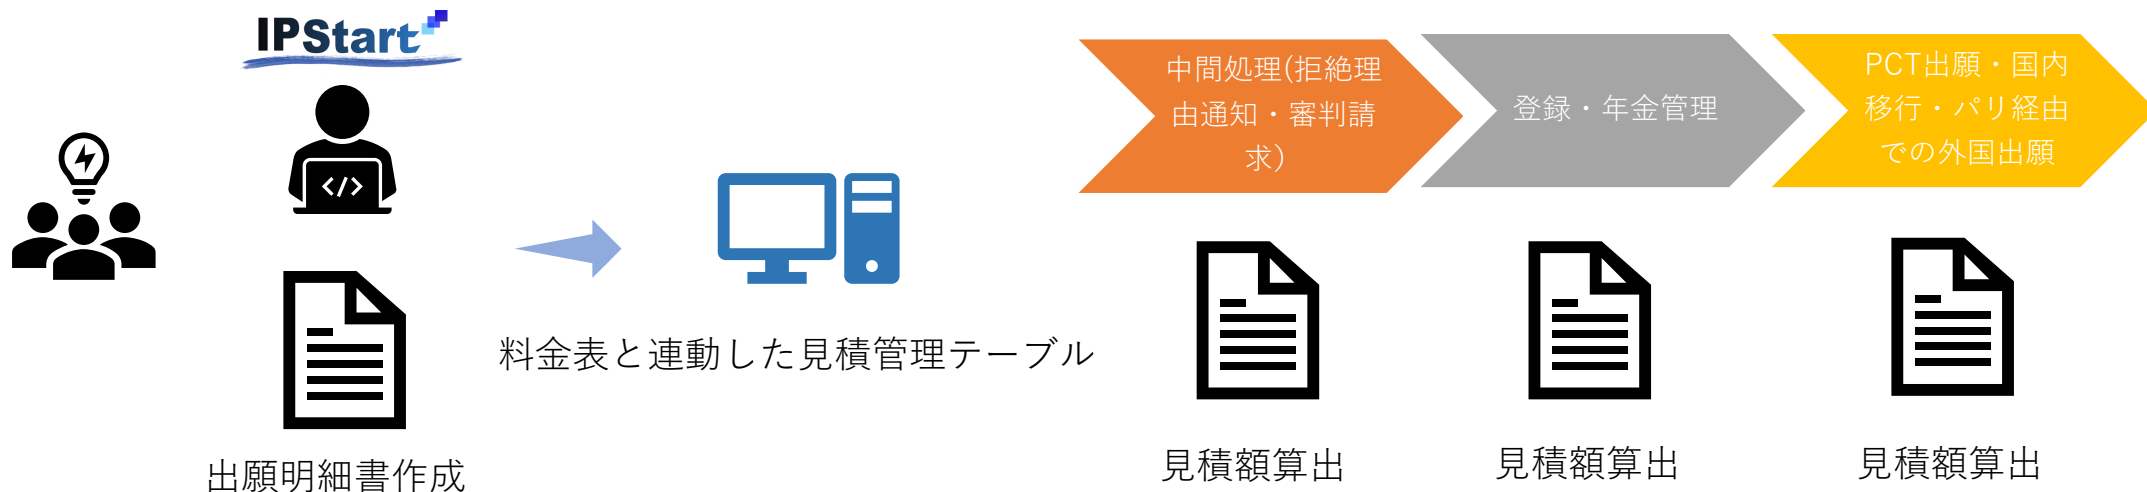 IPStart
出願明細書作成
料金表と連動した見積管理テーブル
中間処理(拒絶理
由通知・審判請
求)
見積額算出
登録・年金管理
見積額算出
PCT出願・国内
移行・パリ経由
での外国出願
見積額算出